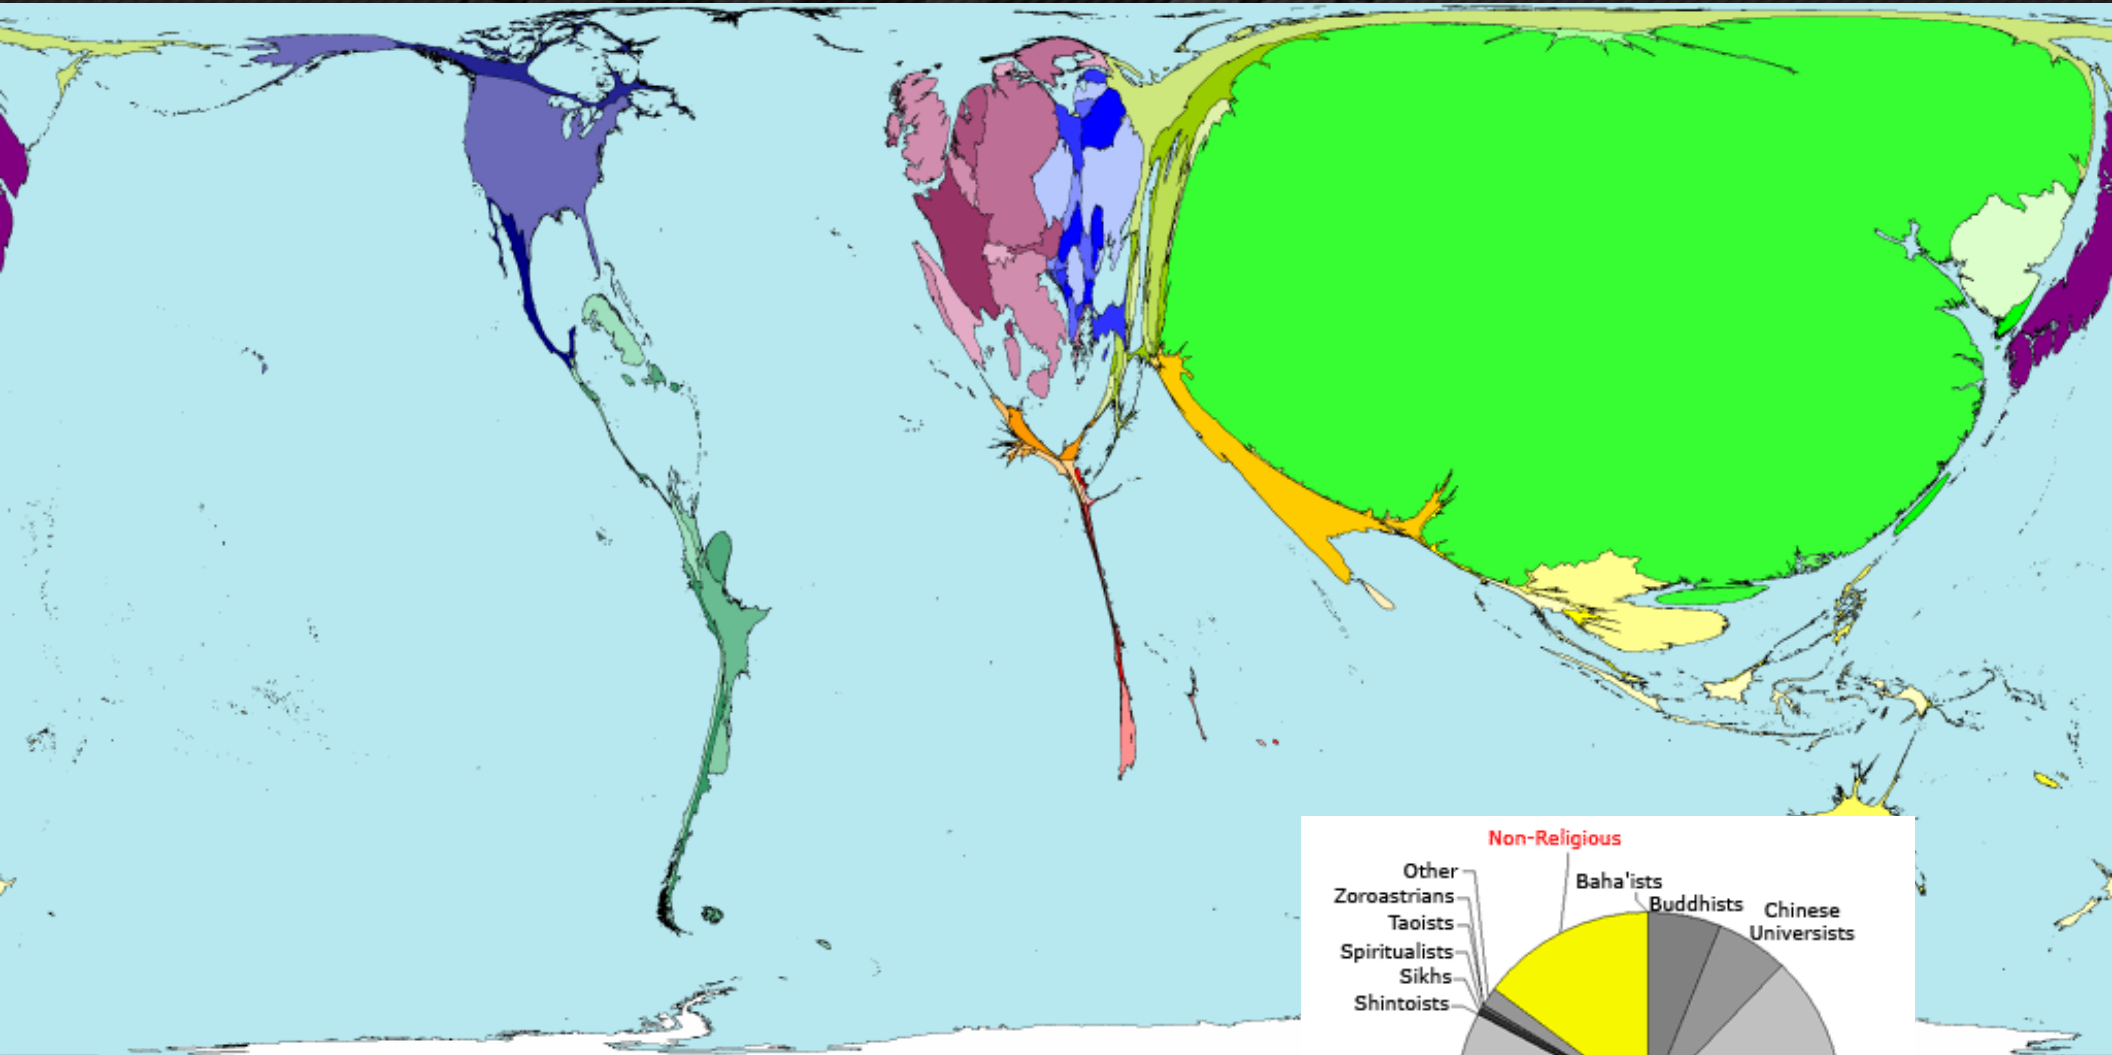 Non-Religious
Other
Baha'ists
Zoroastrians
Buddhists
Chinese
Universists
Taoists
Spiritualists
Sikhs
Shintoists